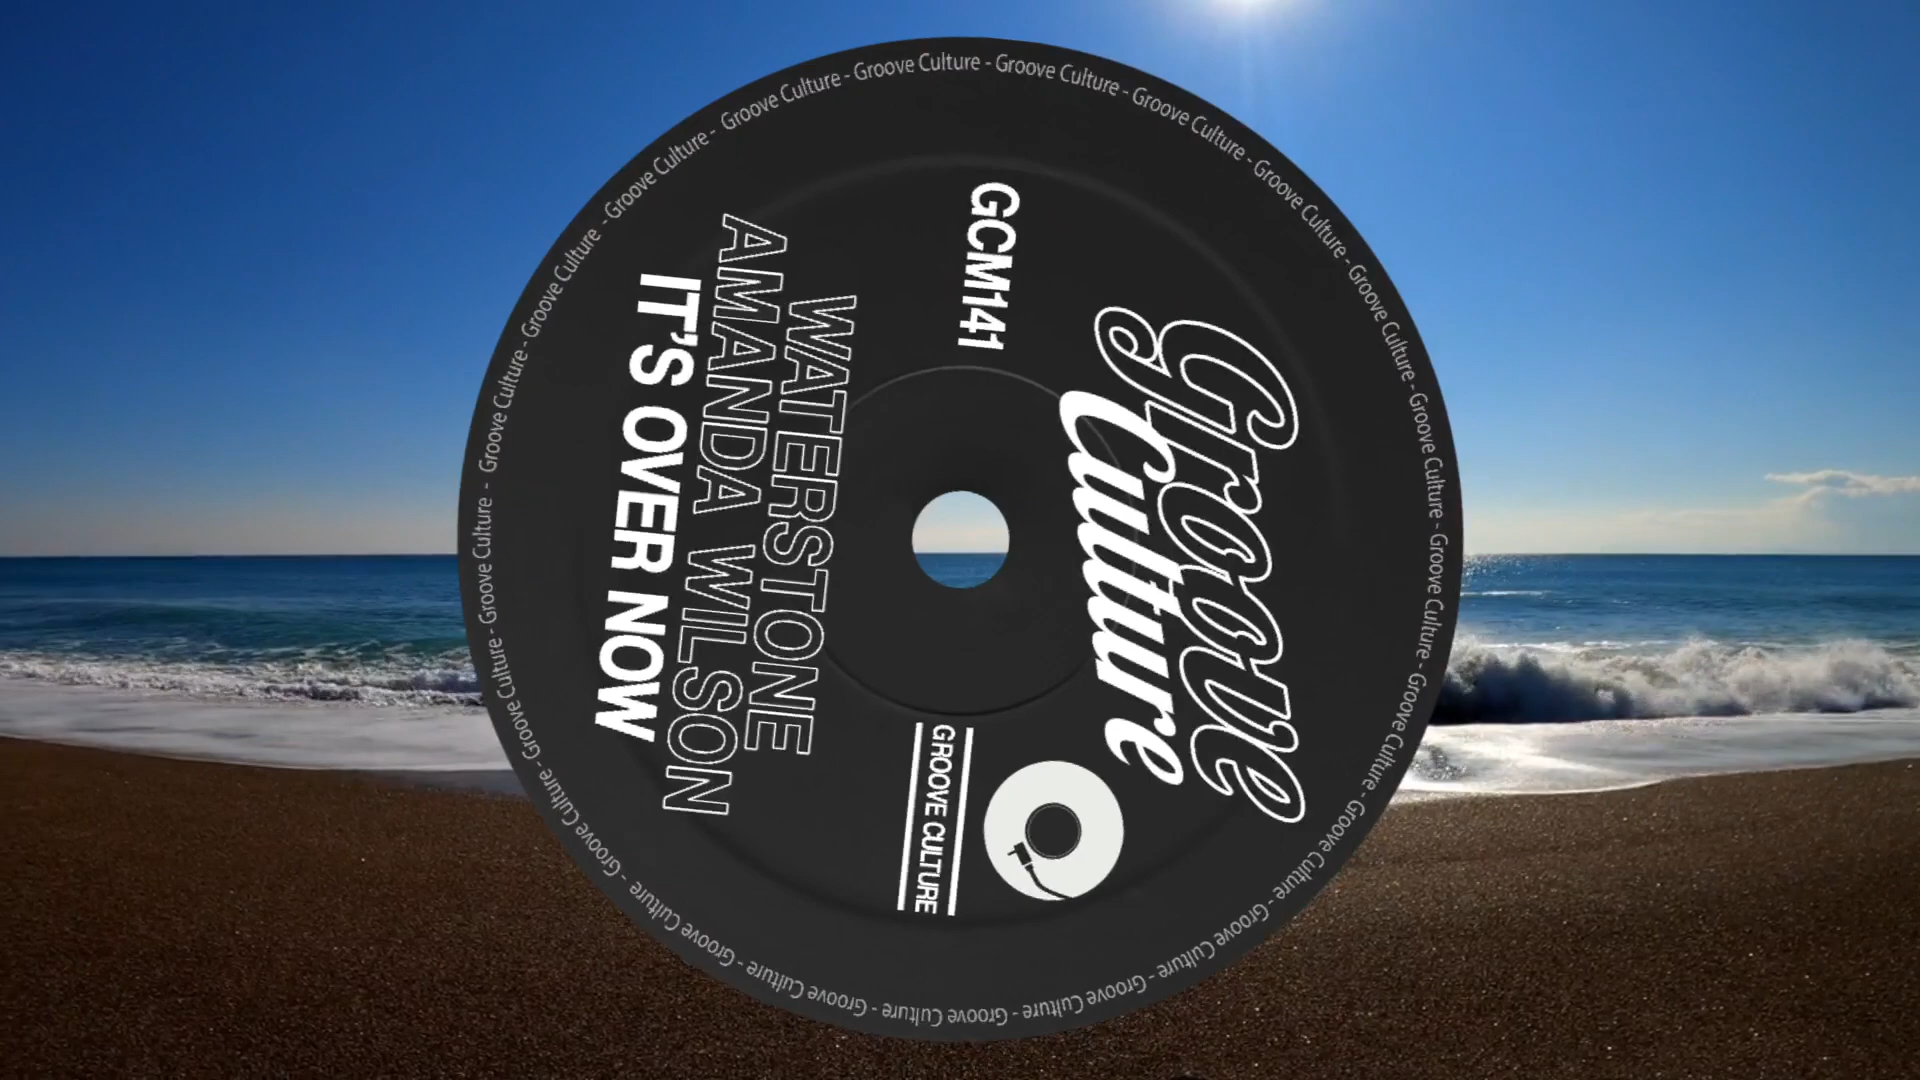 Groove
Culture
GCM141
GROOVE CULTURE
WATERSTONE
AMANDA WILSON
IT'S OVER NOW
Groove Culture - Groove Culture - Groove Culture - Groove Culture - Groove Culture - Groove Culture - Groove Culture - Groove Culture - Groove Culture - Groove Culture - Groove Culture - Groove Culture - Groove Culture - Groove Culture - Groove Culture - Groove Culture - Groove Culture - Groove Culture - Groove Culture - Groove Culture - Groove Culture - Groove Culture -